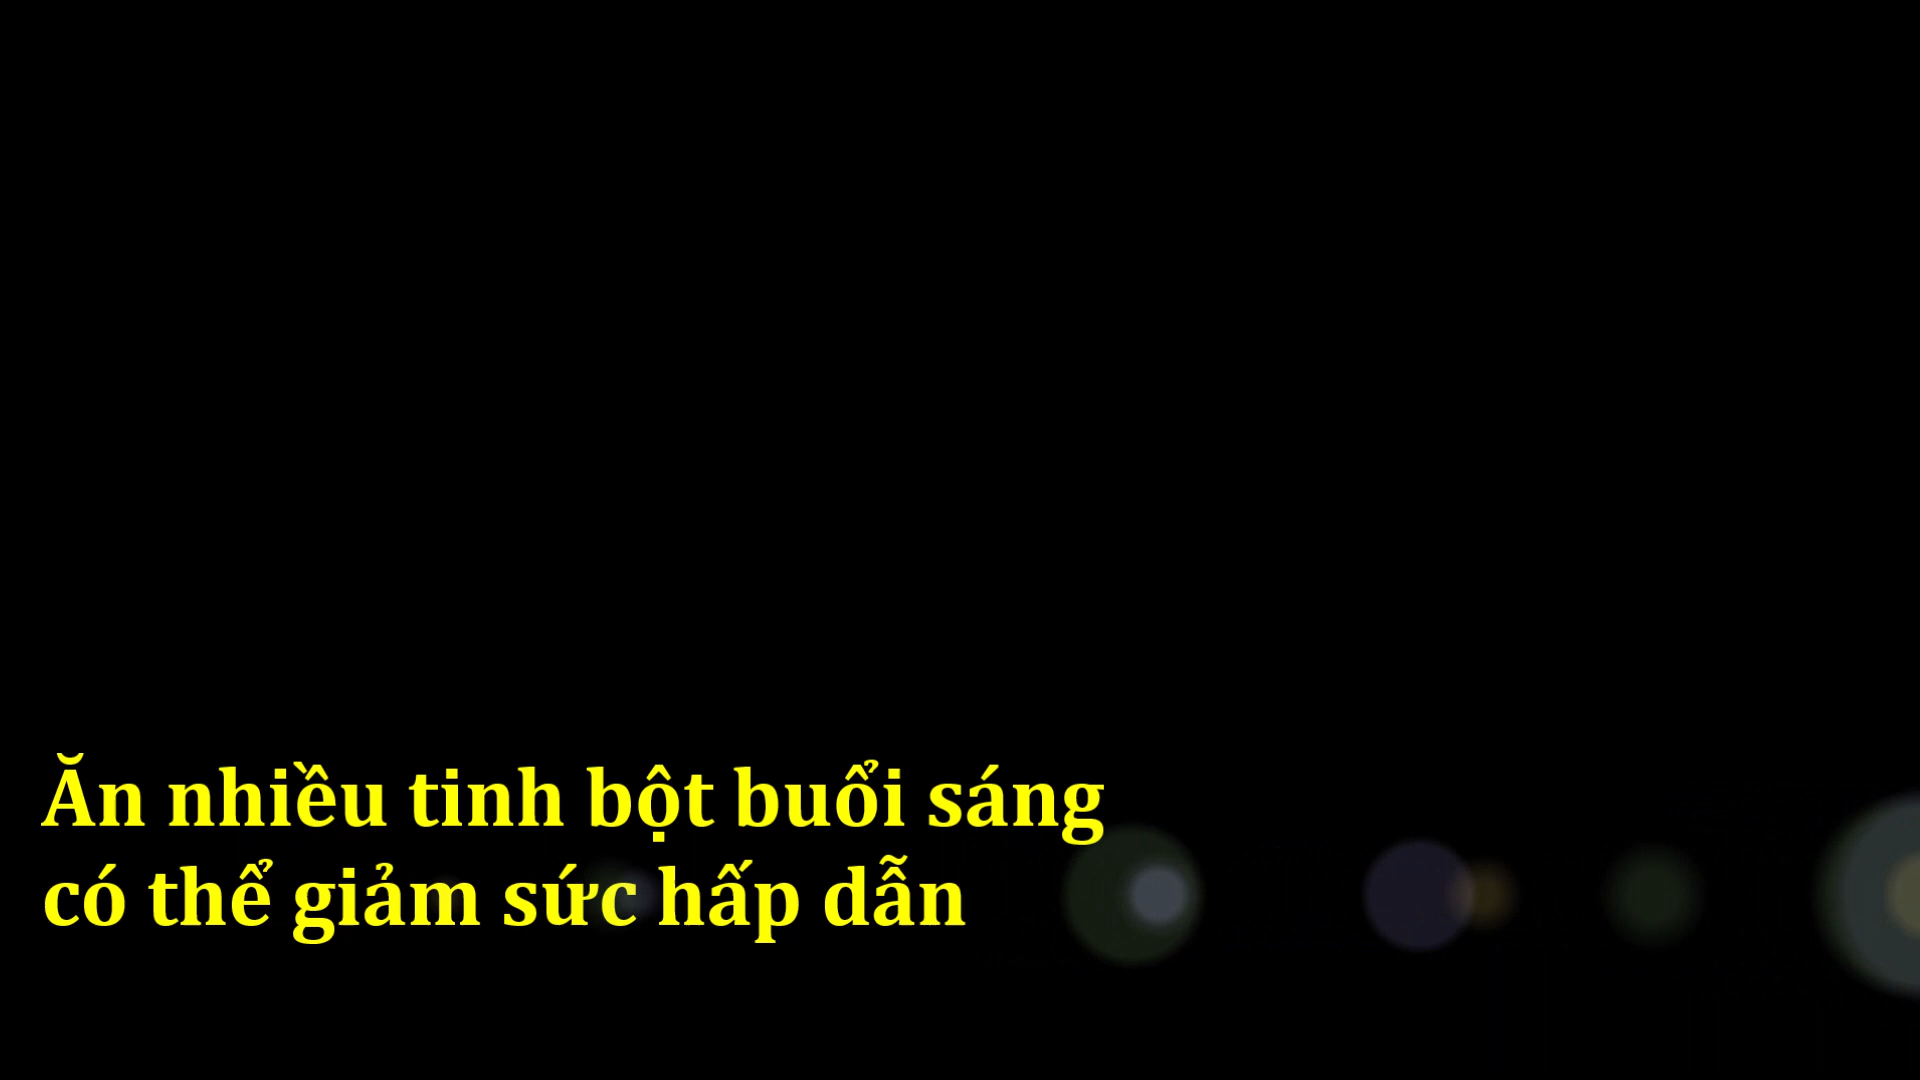 Ăn nhiều tinh bột buổi sáng
có thể giảm sức hấp dẫn